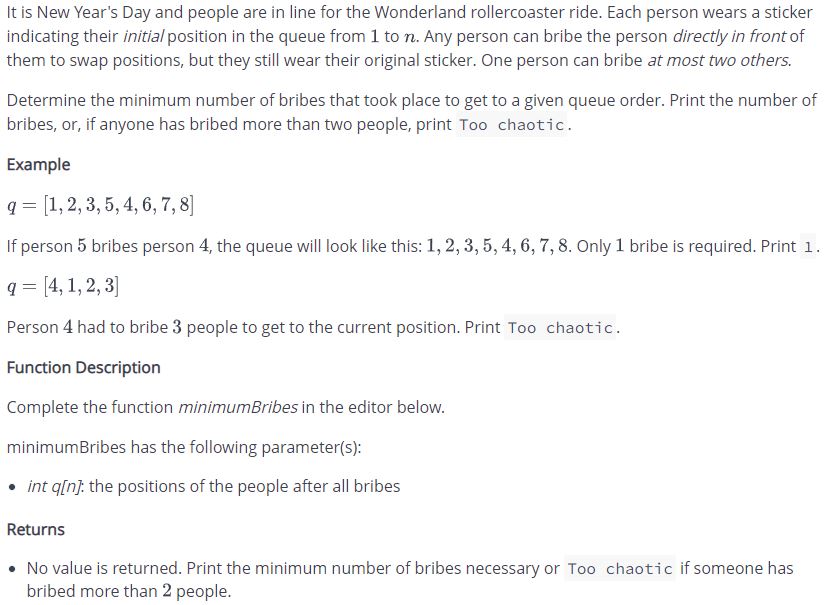 It is New Year's Day and people are in line for the Wonderland rollercoaster ride. Each person wears a sticker
indicating their initial position in the queue from 1 to n. Any person can bribe the person directly in front of
them to swap positions, but they still wear their original sticker. One person can bribe at most two others.
Determine the minimum number of bribes that took place to get to a given queue order. Print the number of
bribes, or, if anyone has bribed more than two people, print Too chaotic.
Example
q = [1, 2, 3, 5, 4, 6, 7, 8]
If person 5 bribes person 4, the queue will look like this: 1, 2, 3, 5, 4, 6, 7, 8. Only 1 bribe is required. Print 1.
q = [4, 1, 2, 3]
Person 4 had to bribe 3 people to get to the current position. Print Too chaotic.
Function Description
Complete the function minimumBribes in the editor below.
minimumBribes has the following parameter(s):
• int q[n]: the positions of the people after all bribes
Returns
• No value is returned. Print the minimum number of bribes necessary or Too chaotic if someone has
bribed more than 2 people.